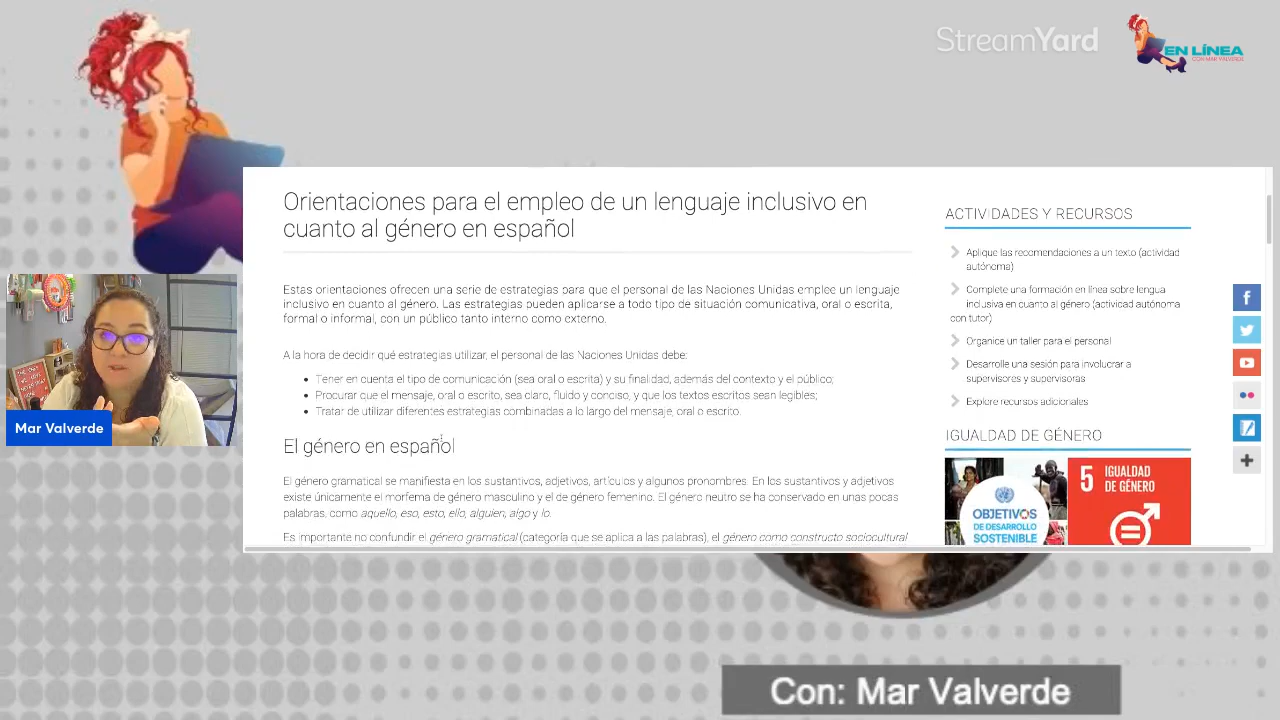 StreamYard
EN LÍNEA
CON MAR VALVERDE
Orientaciones para el empleo de un lenguaje inclusivo en
cuanto al género en español
Estas orientaciones ofrecen una serie de estrategias para que el personal de las Naciones Unidas emplee un lenguaje
inclusivo en cuanto al género. Las estrategias pueden aplicarse a todo tipo de situación comunicativa, oral o escrita,
formal o informal, con un público tanto interno como externo.
A la hora de decidir qué estrategias utilizar, el personal de las Naciones Unidas debe:
• Tener en cuenta el tipo de comunicación (sea oral o escrita) y su finalidad, además del contexto y el público;
• Procurar que el mensaje, oral o escrito, sea claro, fluido y conciso, y que los textos escritos sean legibles;
• Tratar de utilizar diferentes estrategias combinadas a lo largo del mensaje, oral o escrito.
El género en español
El género gramatical se manifiesta en los sustantivos, adjetivos, artículos y algunos pronombres. En los sustantivos y adjetivos
existe únicamente el morfema de género masculino y el de género femenino. El género neutro se ha conservado en unas pocas
palabras, como aquello, eso, esto, ello, alguien, algo y lo.
confundir el género gramatical (categoría que se aplica a las palabras), el género como constructo sociocultural
ACTIVIDADES Y RECURSOS
Aplique las recomendaciones a un texto (actividad
autónoma)
Complete una formación en línea sobre lengua
inclusiva en cuanto al género (actividad autónoma
con tutor)
Organice un taller para el personal
Desarrolle una sesión para involucrar a
supervisores y supervisoras
Explore recursos adicionales
IGUALDAD DE GÉNERO
OBJETIVOS
DE DESARROLLO
SOSTENIBLE
5 IGUALDAD
DE GÉNERO
Mar Valverde
Con: Mar Valverde